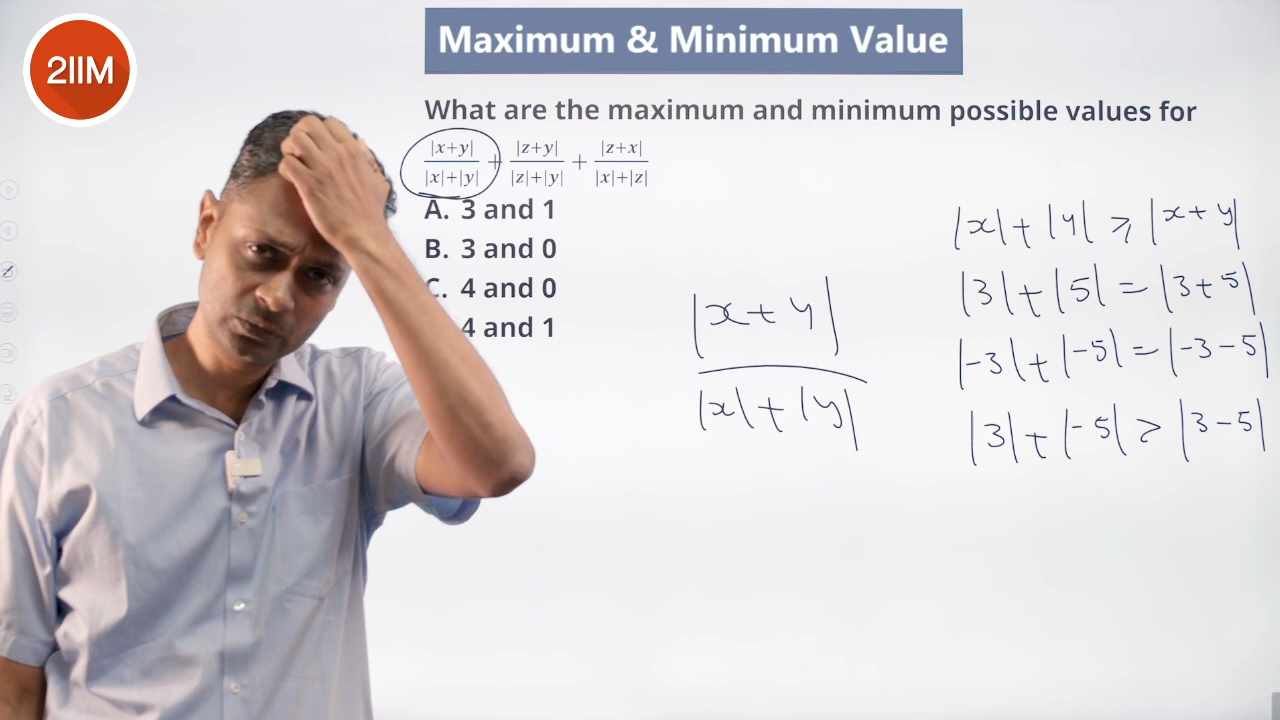 2IIM
Maximum & Minimum Value
What are the maximum and minimum possible values for
|x+y|/|x|+|y| + |z+y|/|z|+|y| + |z+x|/|x|+|z|
A. 3 and 1
B. 3 and 0
C. 4 and 0
4 and 1
|x+y|
|x|+|y|
|x|+|y| ⩾ |x+y|
|3|+|5| = |3+5|
|-3|+|-5| = |-3-5|
|3|+|-5| > |3-5|